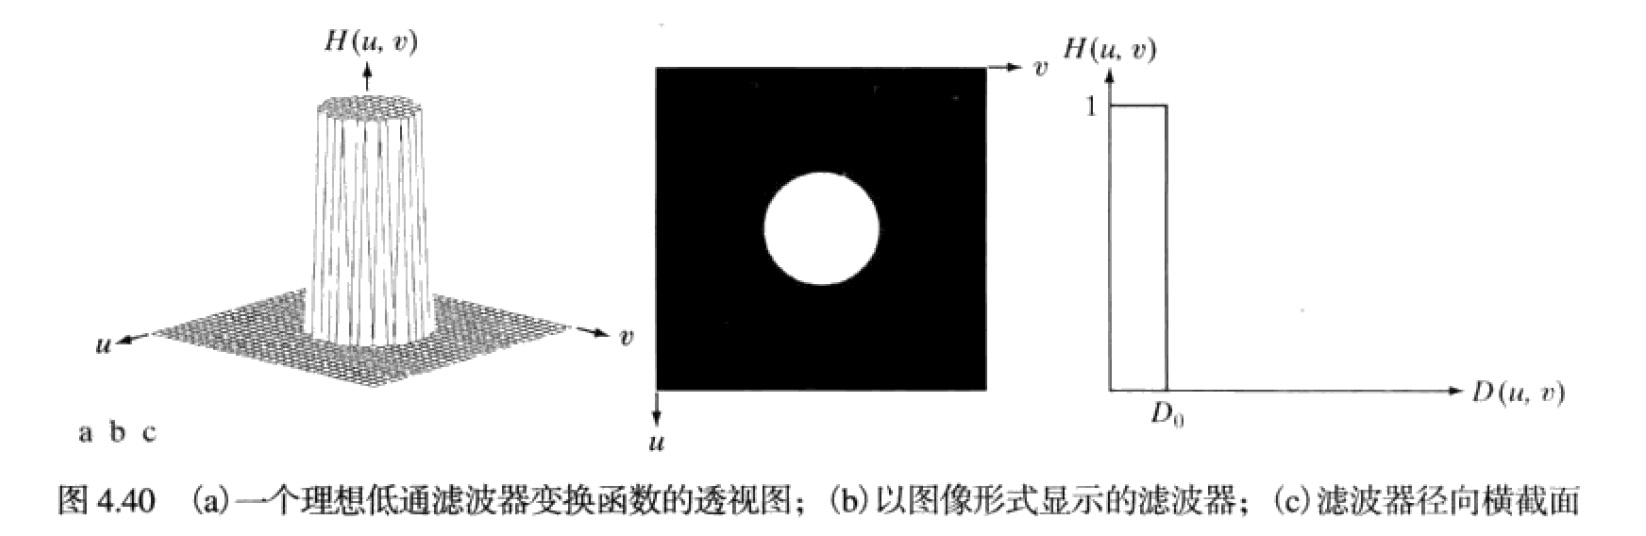 H(u, v)
u
v
v
u
H(u, v)
1
D₀
D(u, v)
a b c
图 4.40 (a)一个理想低通滤波器变换函数的透视图；(b)以图像形式显示的滤波器；(c)滤波器径向横截面